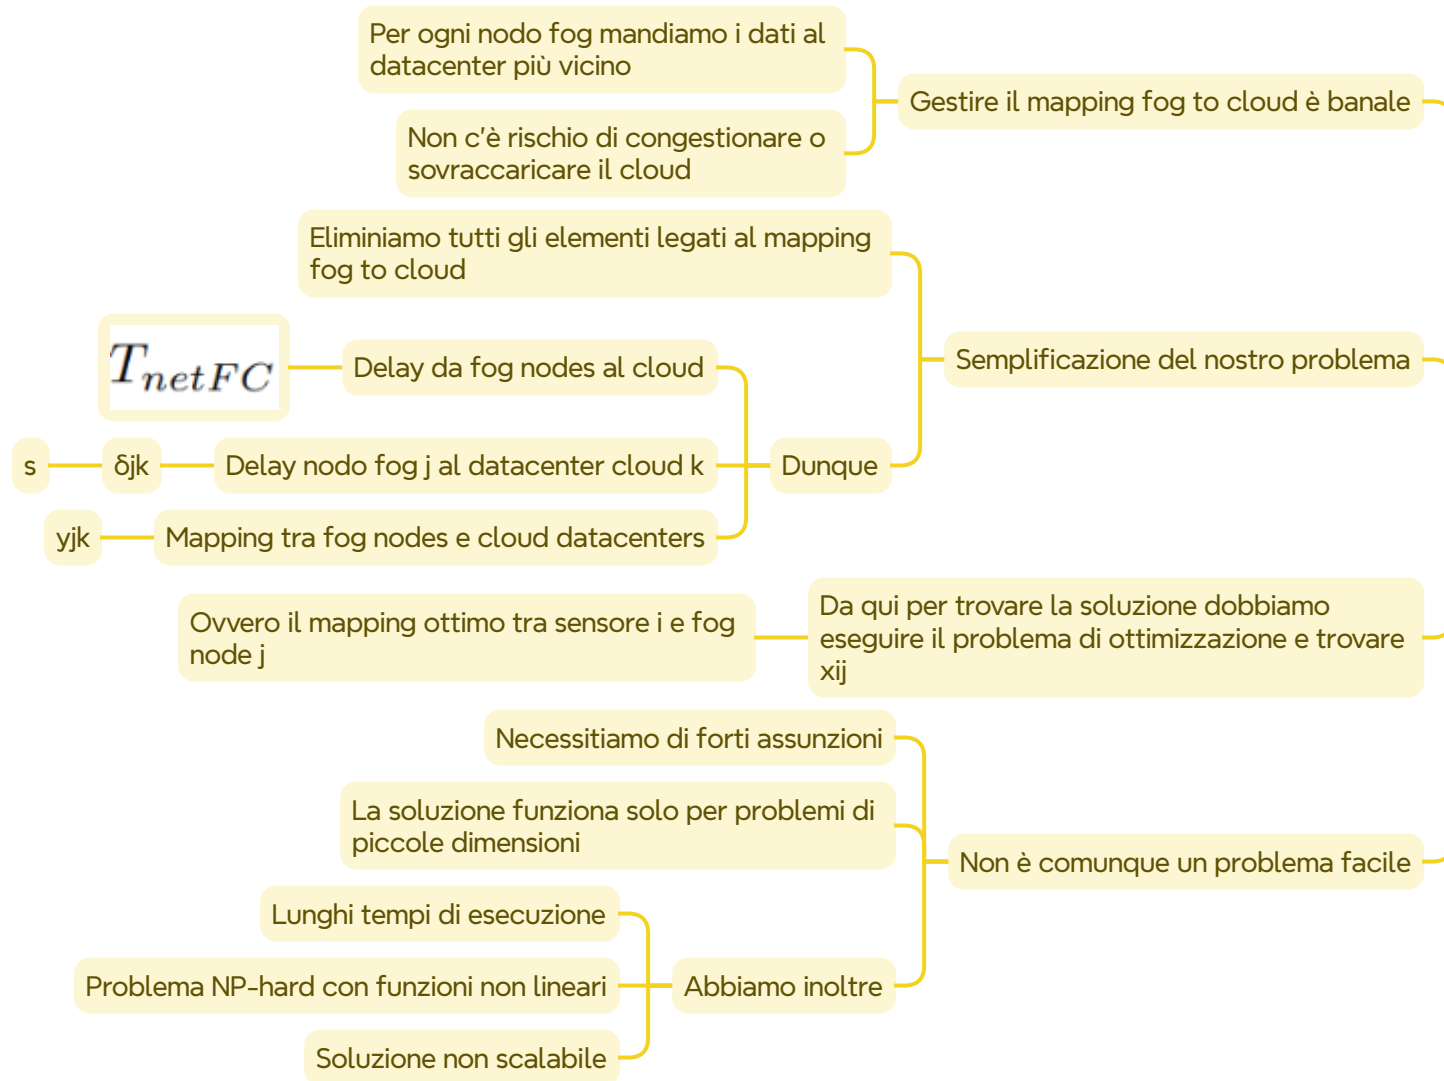 Per ogni nodo fog mandiamo i dati al
datacenter più vicino
Gestire il mapping fog to cloud è banale
Non c'è rischio di congestionare o
sovraccaricare il cloud
Eliminiamo tutti gli elementi legati al mapping
fog to cloud
Semplificazione del nostro problema
T_{netFC}
Delay da fog nodes al cloud
s
δjk
Delay nodo fog j al datacenter cloud k
Dunque
yjk
Mapping tra fog nodes e cloud datacenters
Ovvero il mapping ottimo tra sensore i e fog
node j
Da qui per trovare la soluzione dobbiamo
eseguire il problema di ottimizzazione e trovare
xij
Necessitiamo di forti assunzioni
La soluzione funziona solo per problemi di
piccole dimensioni
Non è comunque un problema facile
Lunghi tempi di esecuzione
Problema NP-hard con funzioni non lineari
Abbiamo inoltre
Soluzione non scalabile